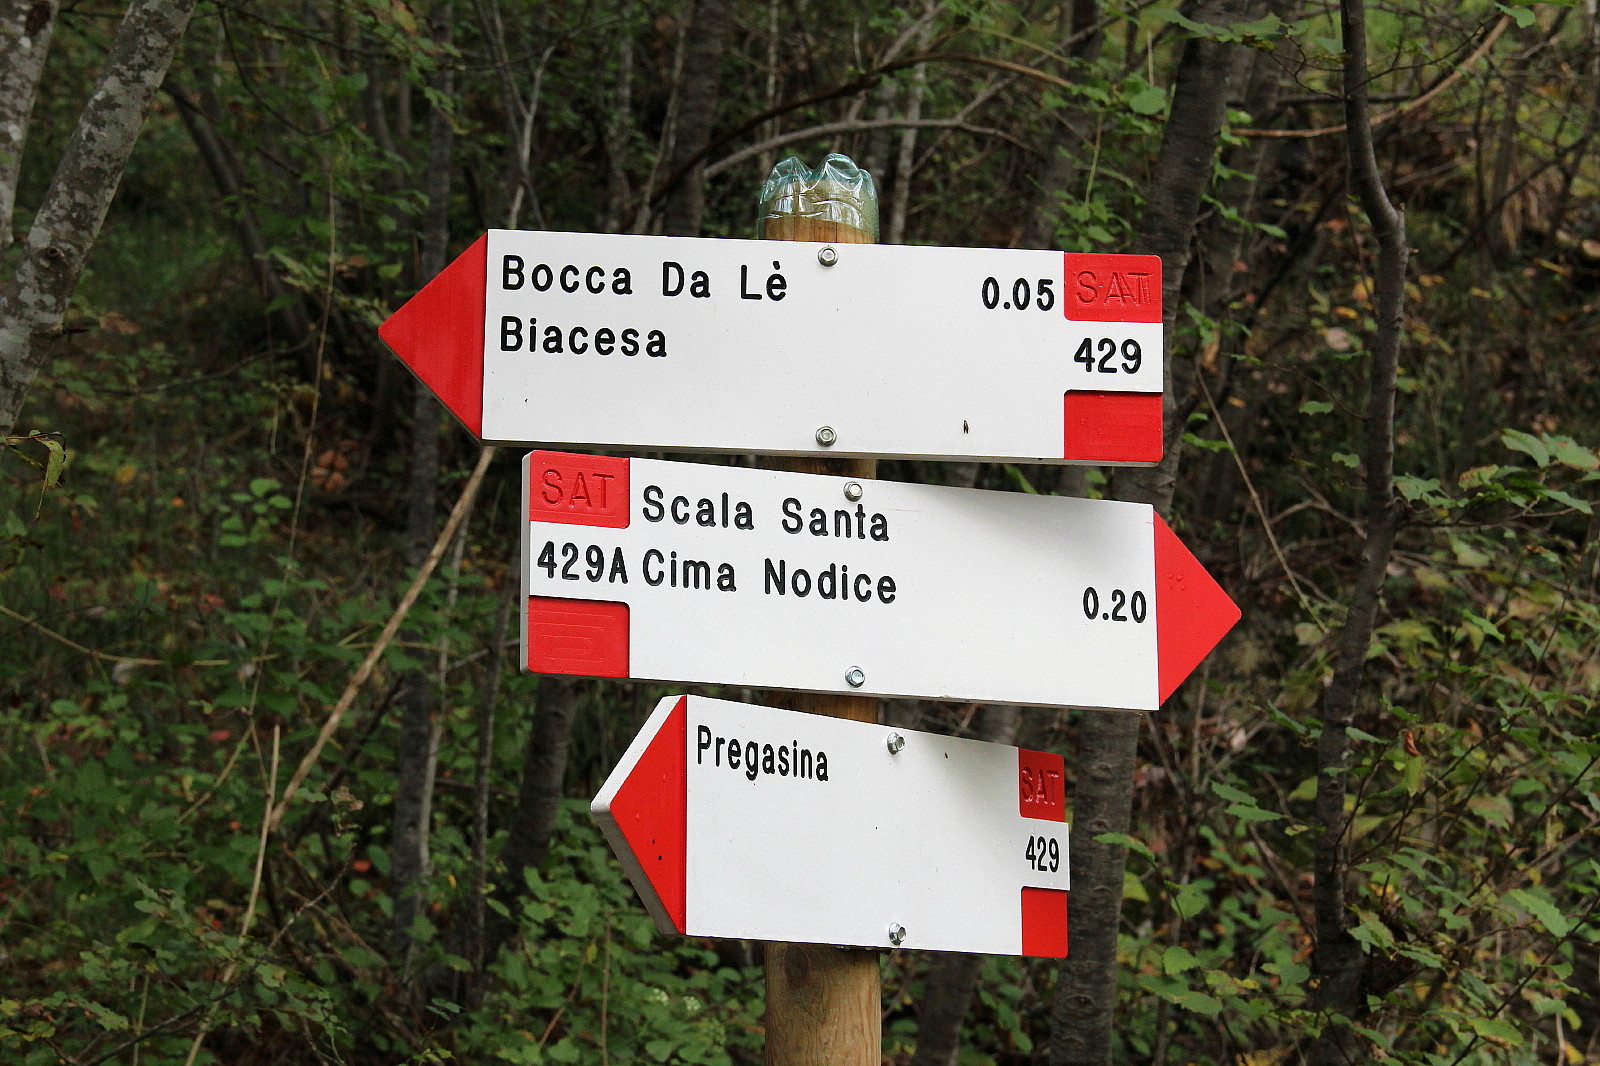 Bocca Da Lè 0.05 SAT
Biacesa 429
SAT Scala Santa
429A Cima Nodice 0.20
Pregasina SAT
429